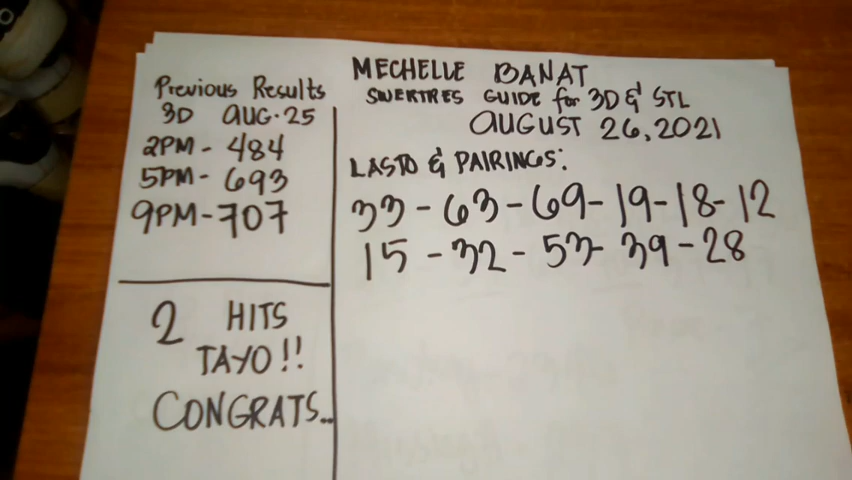 Previous Results
3D AUG-25
2PM - 484
5PM - 693
9PM - 707
2 HITS
TAYO!!
CONGRATS..
MECHELLE BANAT
SWERTRES GUIDE for 3D & STL
AUGUST 26, 2021
LASTO & PAIRINGS:
33 - 63 - 69 - 19 - 18 - 12
15 - 32 - 53 - 39 - 28